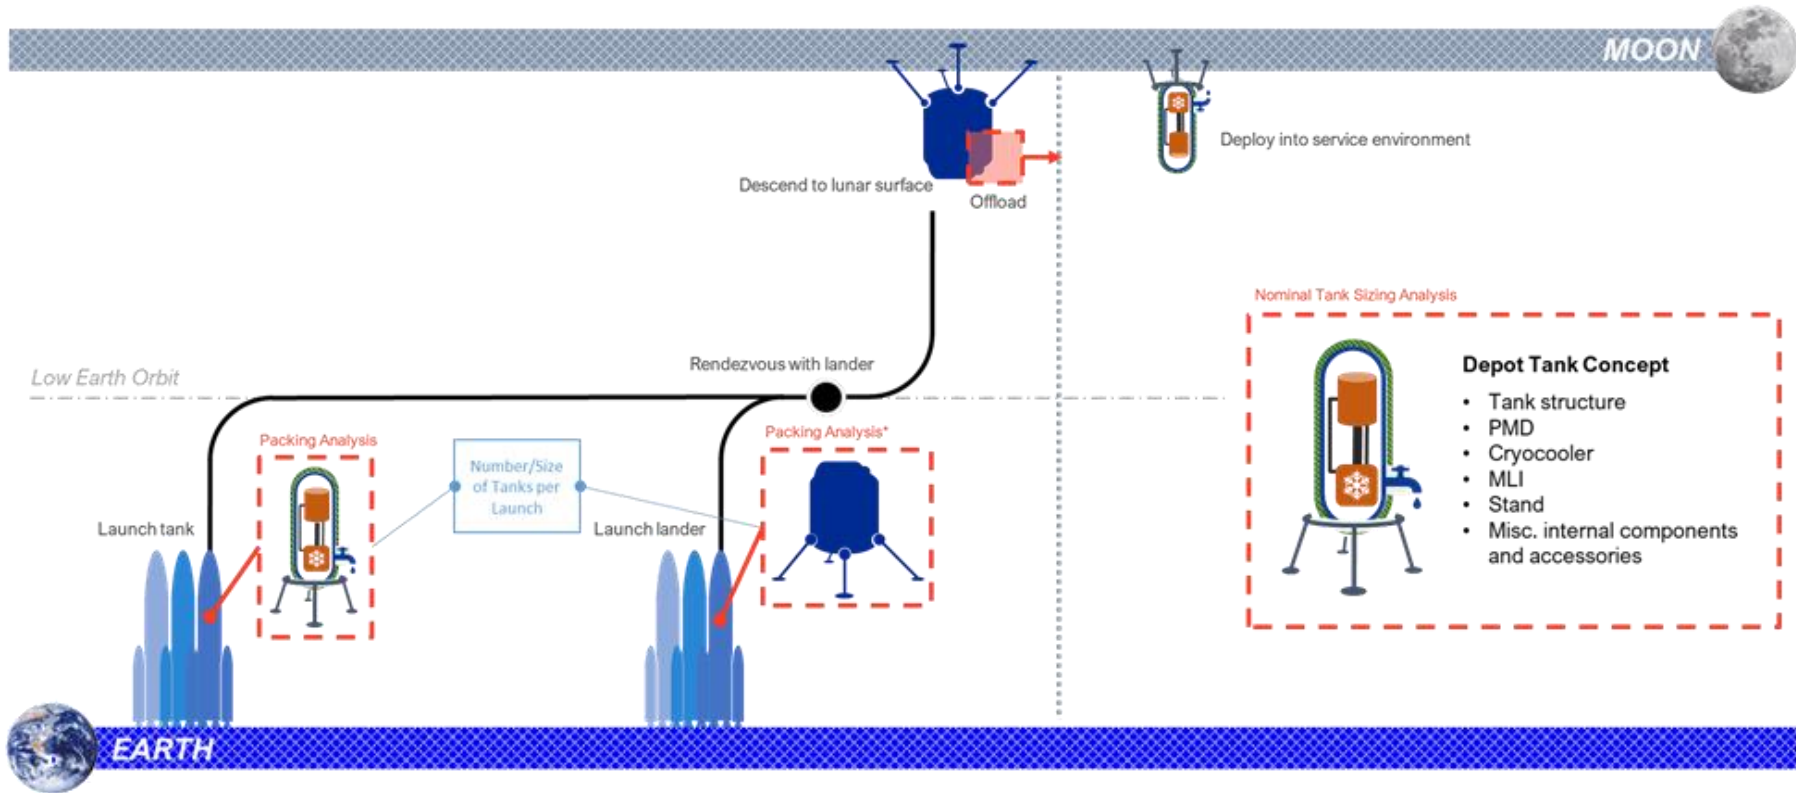 MOON
Deploy into service environment
Descend to lunar surface
Offload
Nominal Tank Sizing Analysis
Rendezvous with lander
Low Earth Orbit
Depot Tank Concept
• Tank structure
• PMD
• Cryocooler
• MLI
• Stand
• Misc. internal components
and accessories
Packing Analysis
Packing Analysis*
Number/Size
of Tanks per
Launch
Launch tank
Launch lander
EARTH